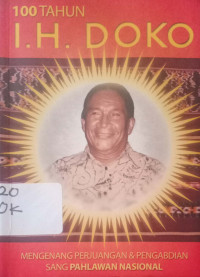 100 TAHUN
I.H. DOKO
20
OK
MENGENANG PERJUANGAN & PENGABDIAN
SANG PAHLAWAN NASIONAL